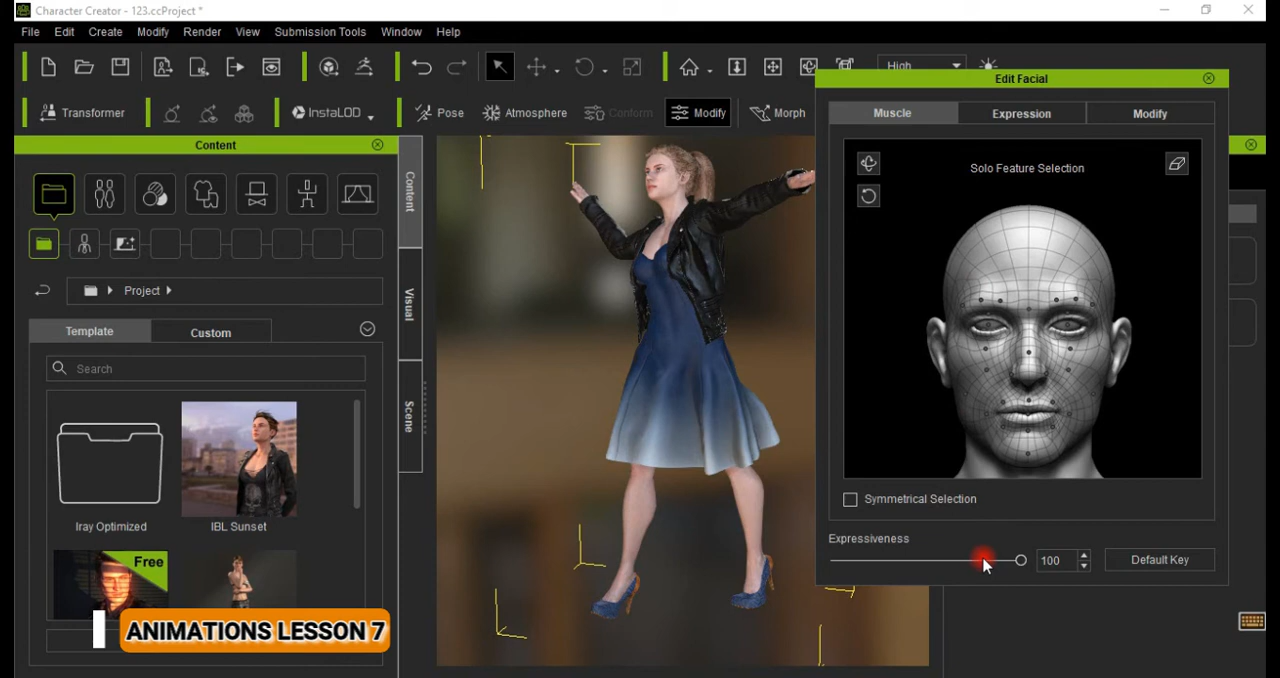 Character Creator - 123.ccProject *
File Edit Create Modify Render View Submission Tools Window Help
High
Edit Facial
Transformer InstaLOD Pose Atmosphere Conform Modify Morph
Muscle Expression Modify
Content
Solo Feature Selection
Content
Project
Visual
Template Custom
Search
Scene
Symmetrical Selection
Iray Optimized IBL Sunset
Expressiveness
Free
100 Default Key
ANIMATIONS LESSON 7